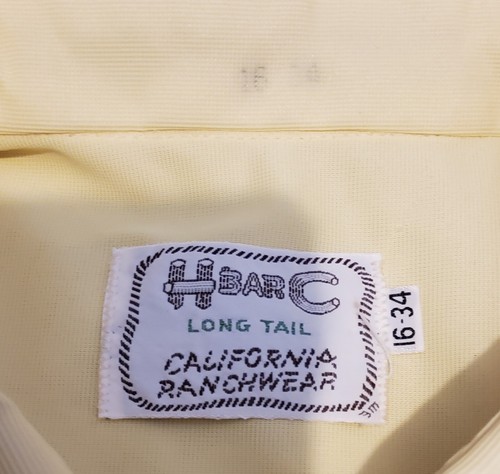 16 34
H BAR C
LONG TAIL
CALIFORNIA
RANCHWEAR
16-34